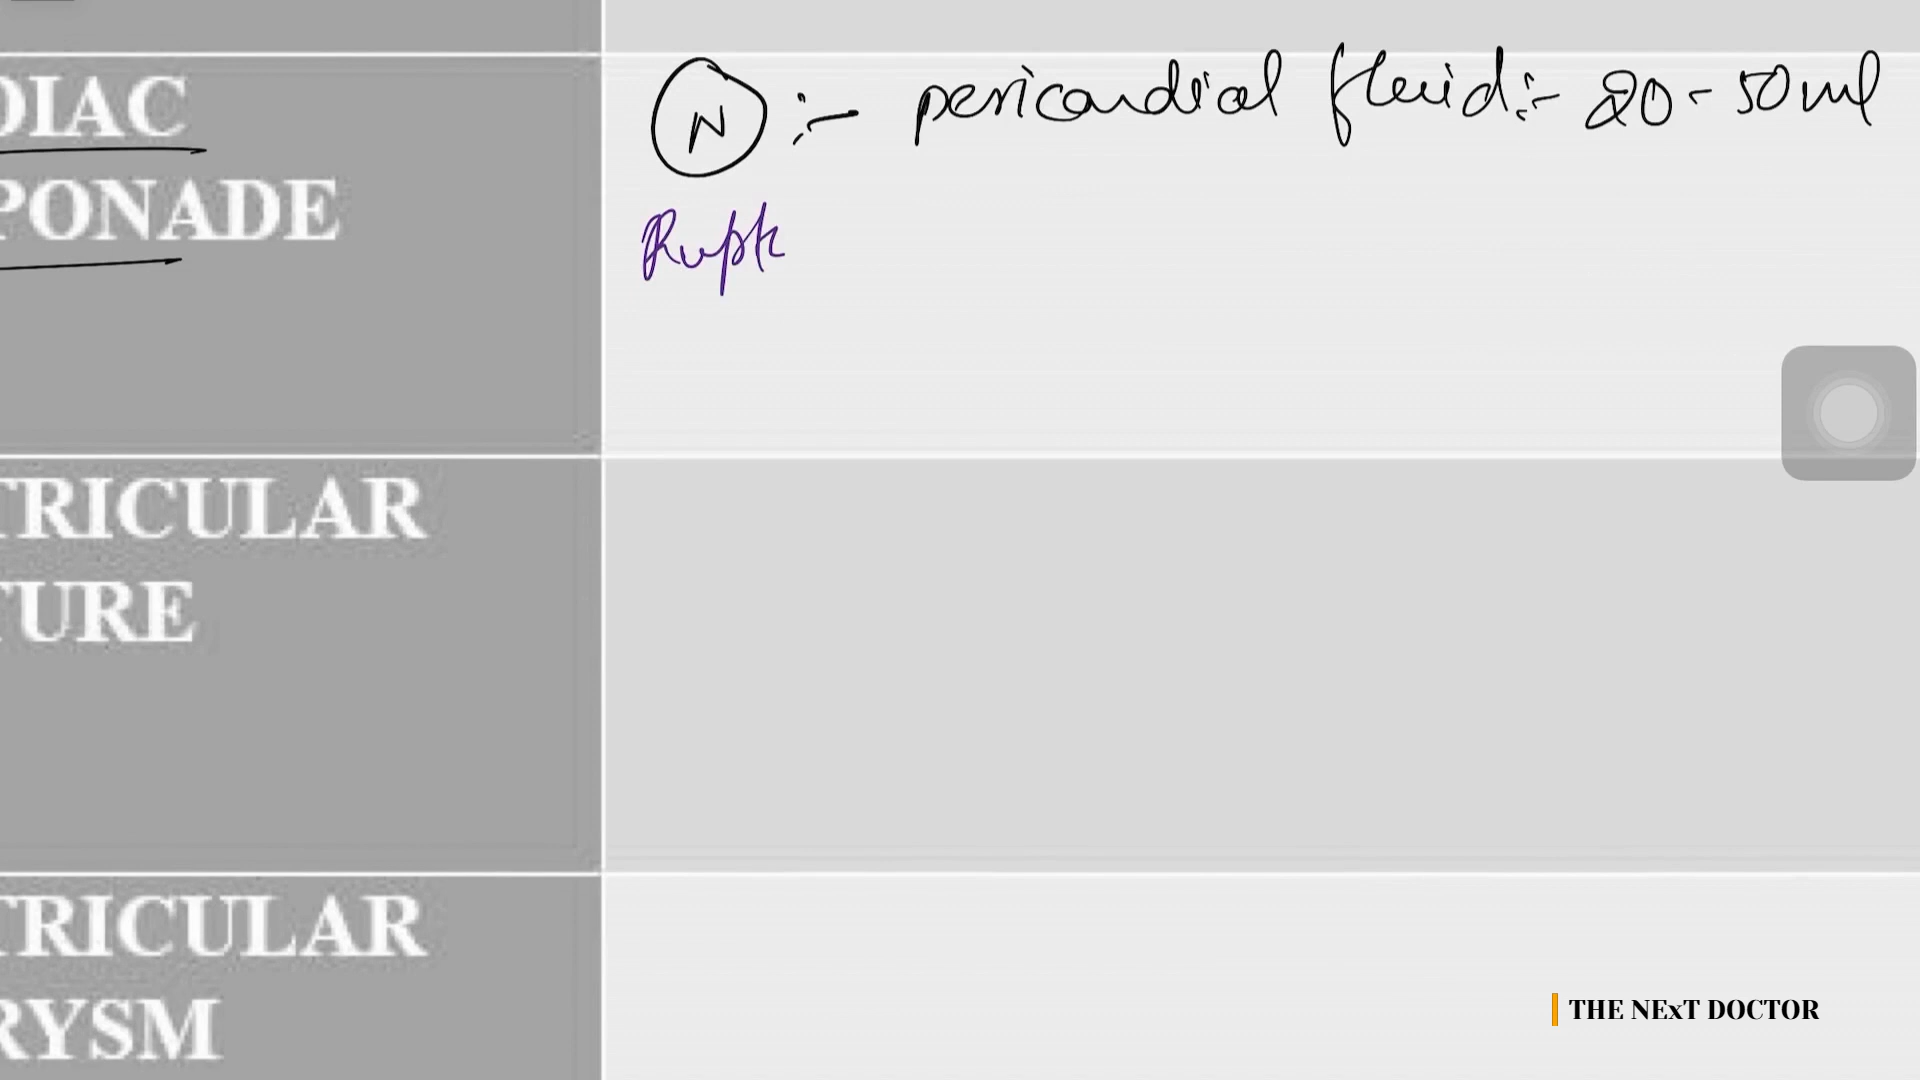 DIAC
PONADE
N :- pericardial fluid:- 20 - 50ml
Rupt
TRICULAR
TURE
TRICULAR
RYSM
THE NExT DOCTOR